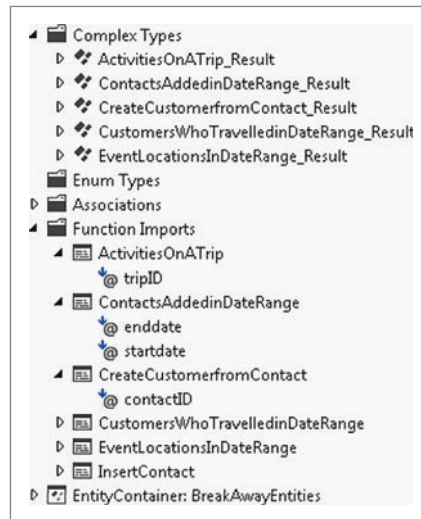 Complex Types
ActivitiesOnATrip_Result
ContactsAddedinDateRange_Result
CreateCustomerfromContact_Result
CustomersWhoTravelledinDateRange_Result
EventLocationsInDateRange_Result
Enum Types
Associations
Function Imports
ActivitiesOnATrip
@ tripID
ContactsAddedinDateRange
@ enddate
@ startdate
CreateCustomerfromContact
@ contactID
CustomersWhoTravelledinDateRange
EventLocationsInDateRange
InsertContact
EntityContainer: BreakAwayEntities